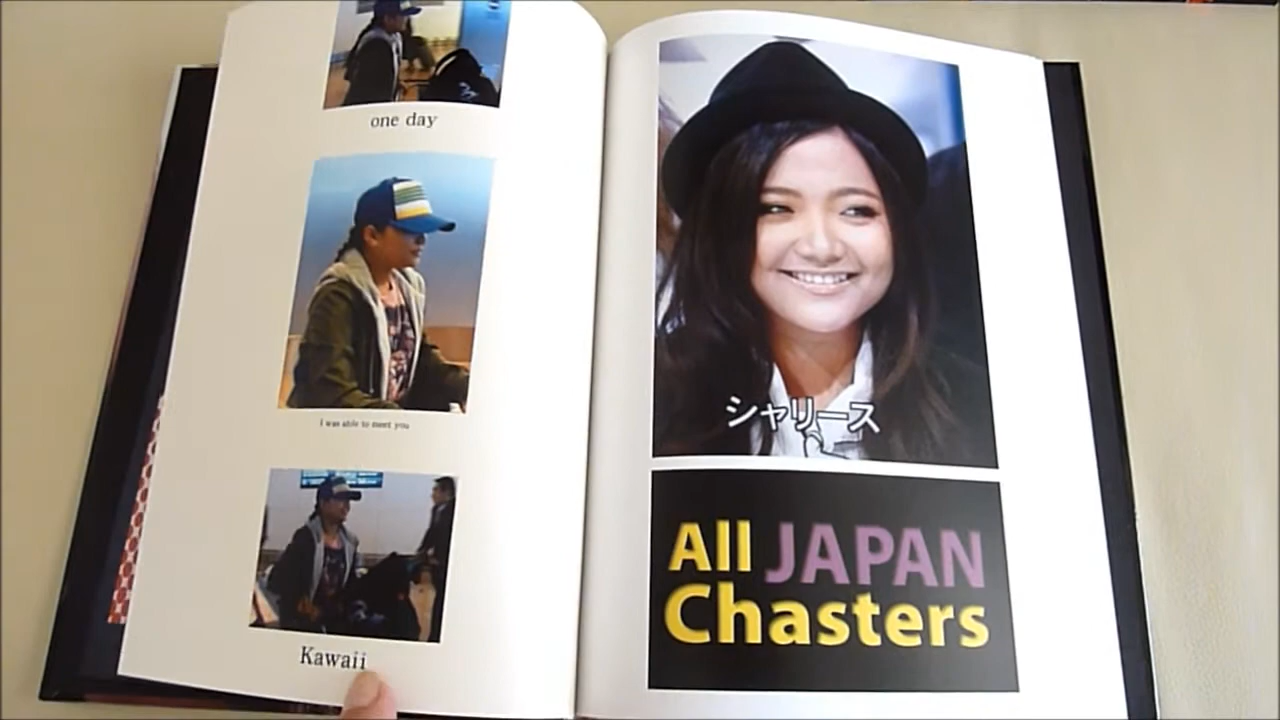 one day
I was able to meet you
Kawaii
シャリース
All JAPAN
Chasters